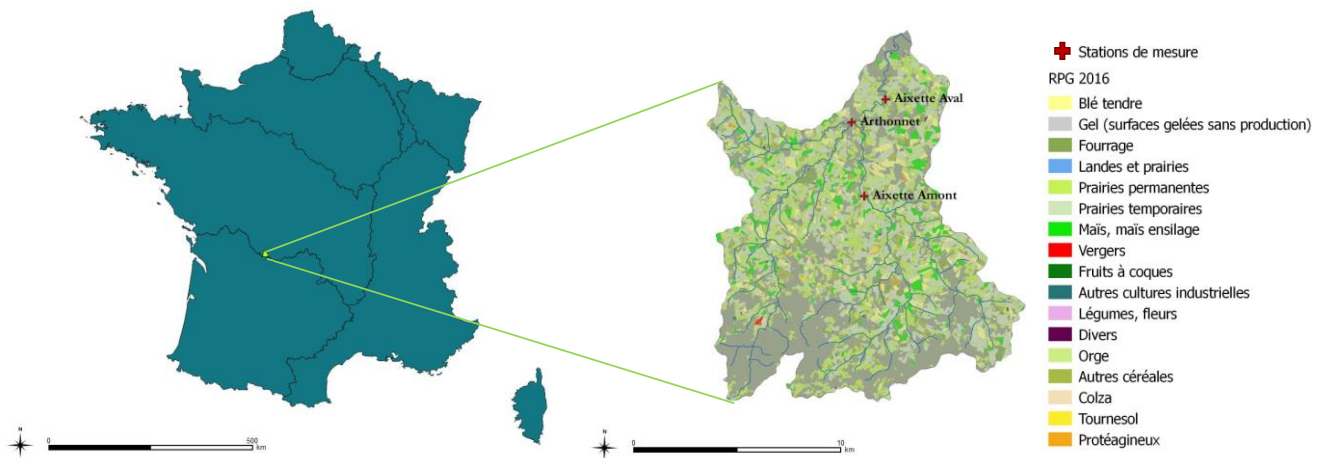 N
0
500
km
Aixette Aval
Arthonnet
Aixette Amont
N
0
10
km
Stations de mesure
RPG 2016
Blé tendre
Gel (surfaces gelées sans production)
Fourrage
Landes et prairies
Prairies permanentes
Prairies temporaires
Maïs, maïs ensilage
Vergers
Fruits à coques
Autres cultures industrielles
Légumes, fleurs
Divers
Orge
Autres céréales
Colza
Tournesol
Protéagineux